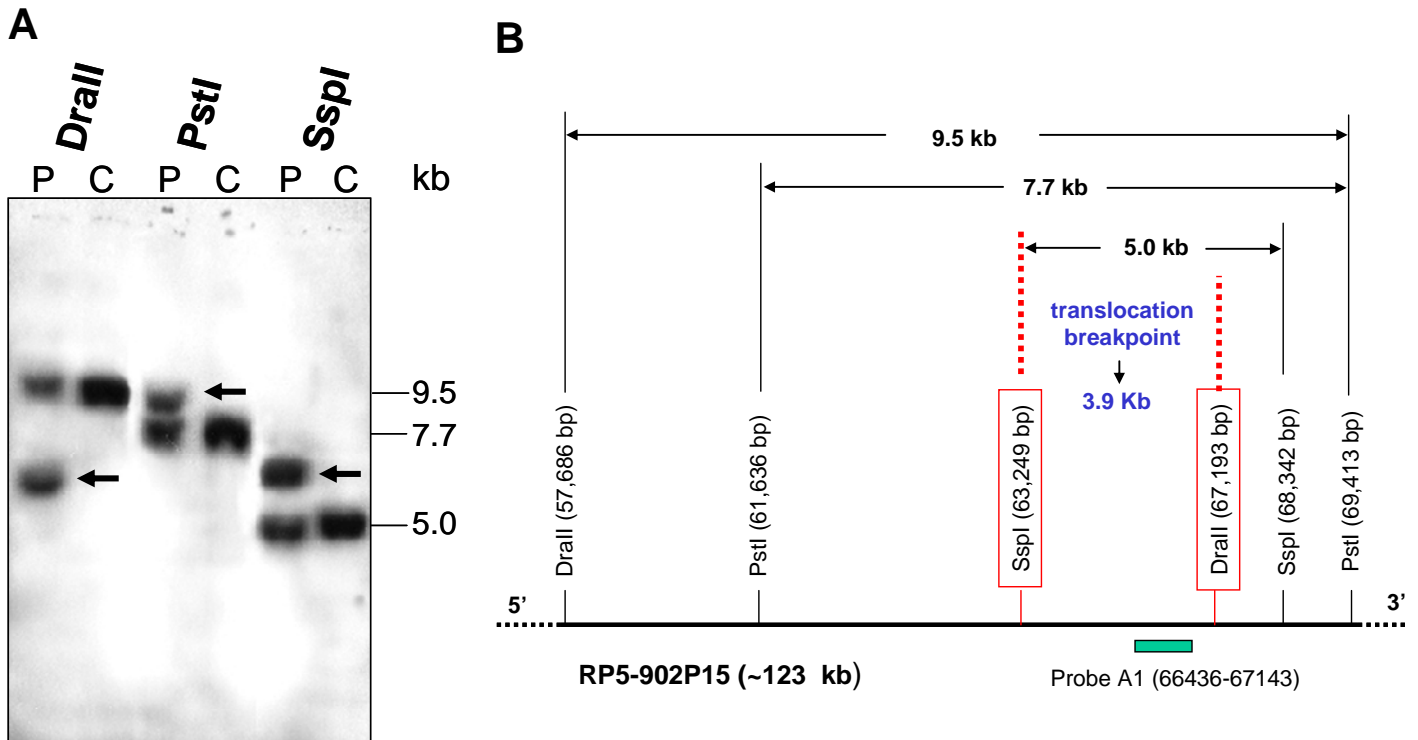 A
DraII
PstI
SspI
P C P C P C kb
9.5
7.7
5.0
B
9.5 kb
7.7 kb
5.0 kb
translocation
breakpoint
3.9 Kb
DraII (57,686 bp)
PstI (61,636 bp)
SspI (63,249 bp)
DraII (67,193 bp)
SspI (68,342 bp)
PstI (69,413 bp)
5’
3’
RP5-902P15 (~123 kb)
Probe A1 (66436-67143)